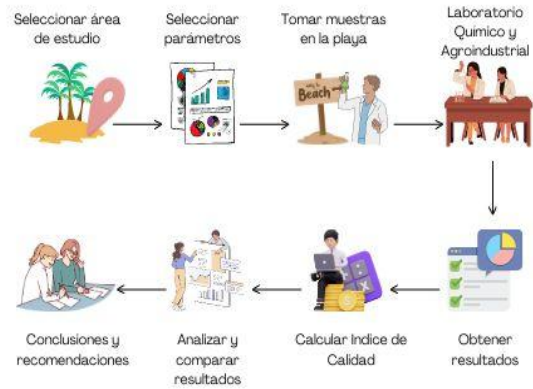 Seleccionar área
de estudio
Seleccionar
parámetros
Tomar muestras
en la playa
Laboratorio
Químico y
Agroindustrial
Beach
Conclusiones y
recomendaciones
Analizar y
comparar
resultados
Calcular Indice de
Calidad
Obtener
resultados